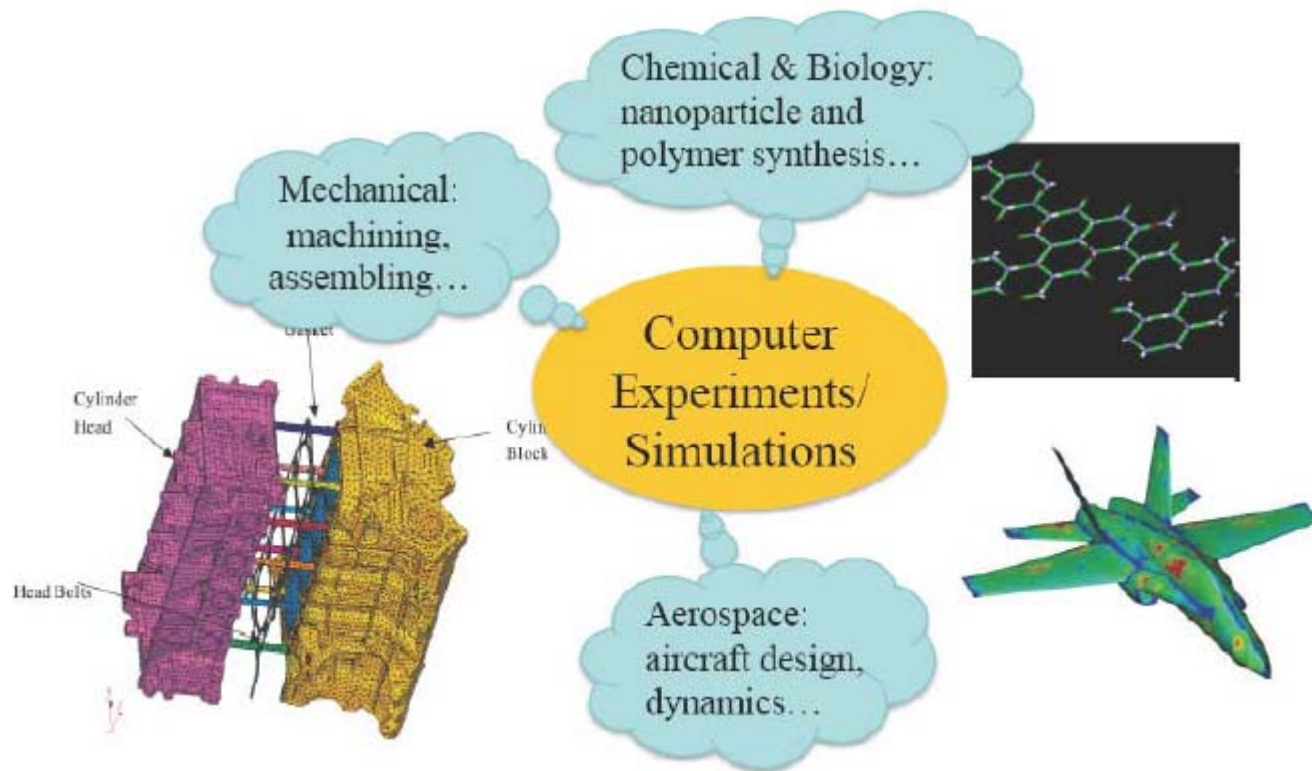 Chemical & Biology:
nanoparticle and
polymer synthesis…
Mechanical:
machining,
assembling…
Computer
Experiments/
Simulations
Gasket
Cylinder
Head
Cylin
Block
Head Bolts
Aerospace:
aircraft design,
dynamics…